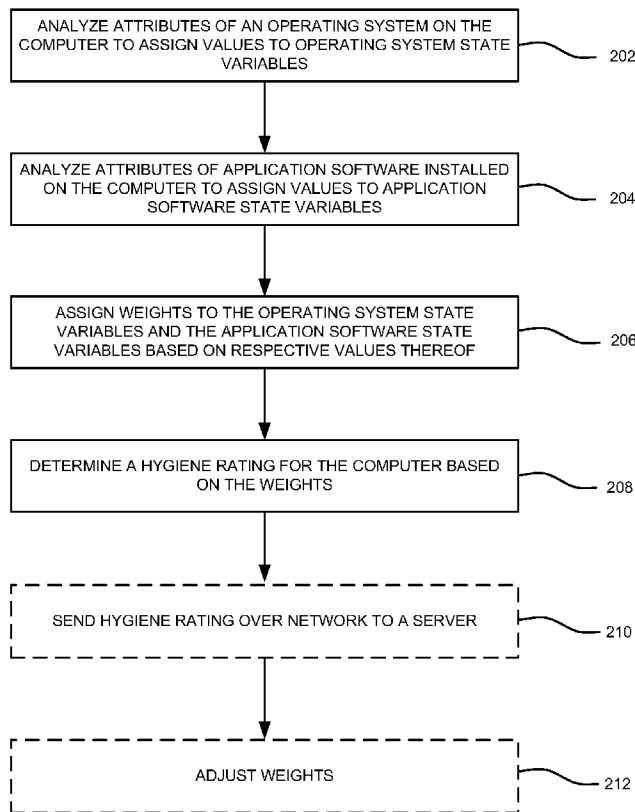 ANALYZE ATTRIBUTES OF AN OPERATING SYSTEM ON THE
COMPUTER TO ASSIGN VALUES TO OPERATING SYSTEM STATE
VARIABLES
202
ANALYZE ATTRIBUTES OF APPLICATION SOFTWARE INSTALLED
ON THE COMPUTER TO ASSIGN VALUES TO APPLICATION
SOFTWARE STATE VARIABLES
204
ASSIGN WEIGHTS TO THE OPERATING SYSTEM STATE
VARIABLES AND THE APPLICATION SOFTWARE STATE
VARIABLES BASED ON RESPECTIVE VALUES THEREOF
206
DETERMINE A HYGIENE RATING FOR THE COMPUTER BASED
ON THE WEIGHTS
208
SEND HYGIENE RATING OVER NETWORK TO A SERVER
210
ADJUST WEIGHTS
212